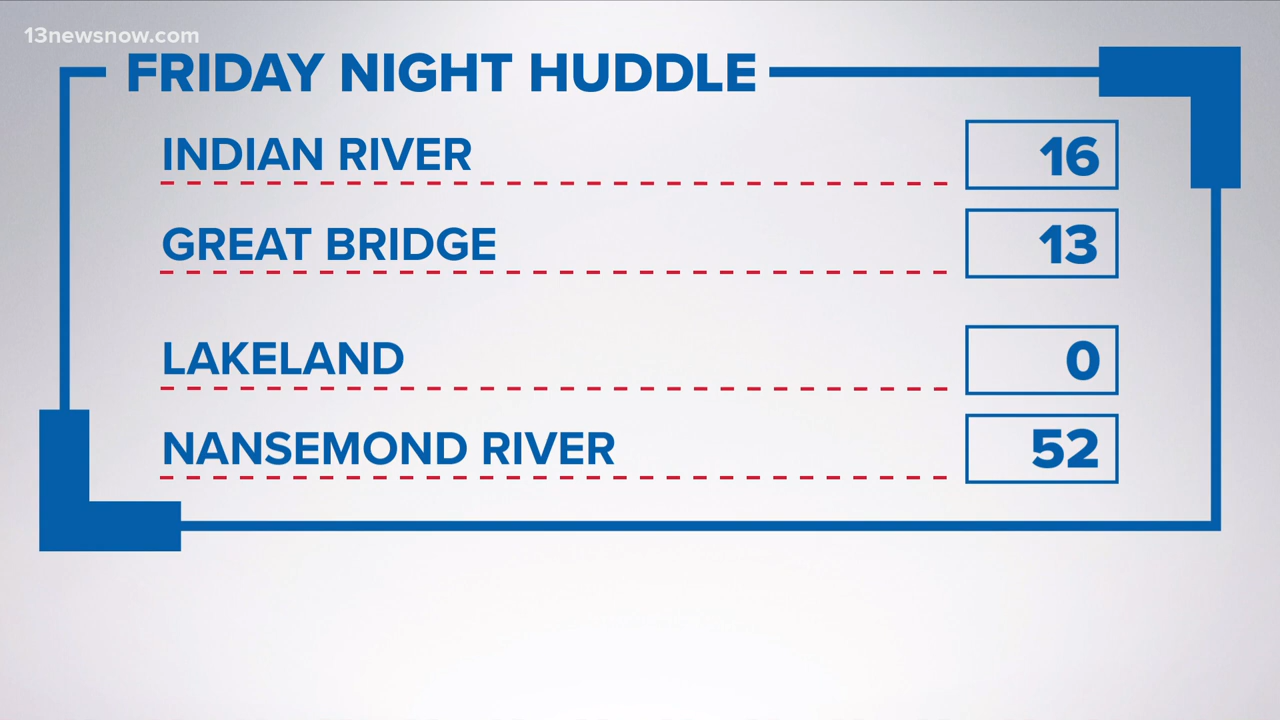 13newsnow.com
FRIDAY NIGHT HUDDLE
INDIAN RIVER 16
GREAT BRIDGE 13
LAKELAND 0
NANSEMOND RIVER 52